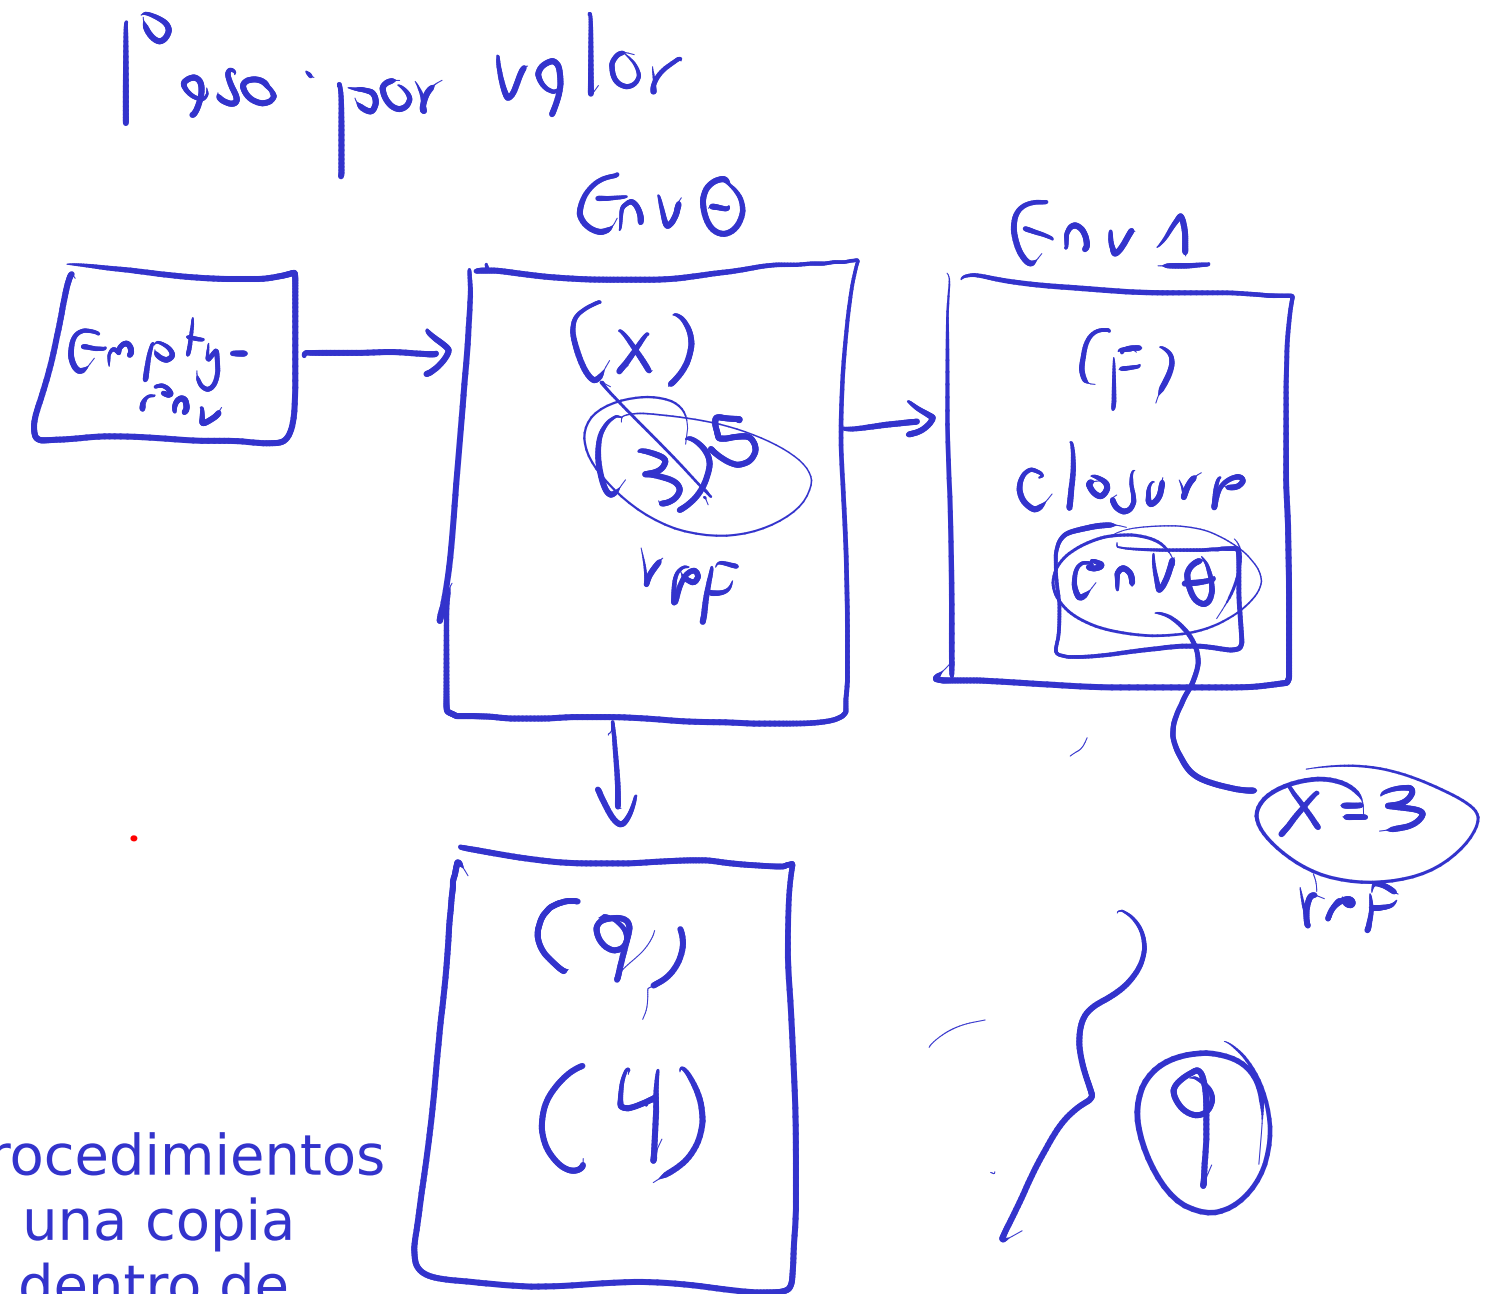 Paso por valor
Env0
Env1
Empty-
env
(x)
(3) 5
ref
(F)
closure
env0
x=3
ref
(a)
(4)
9
rocedimientos
una copia
dentro de